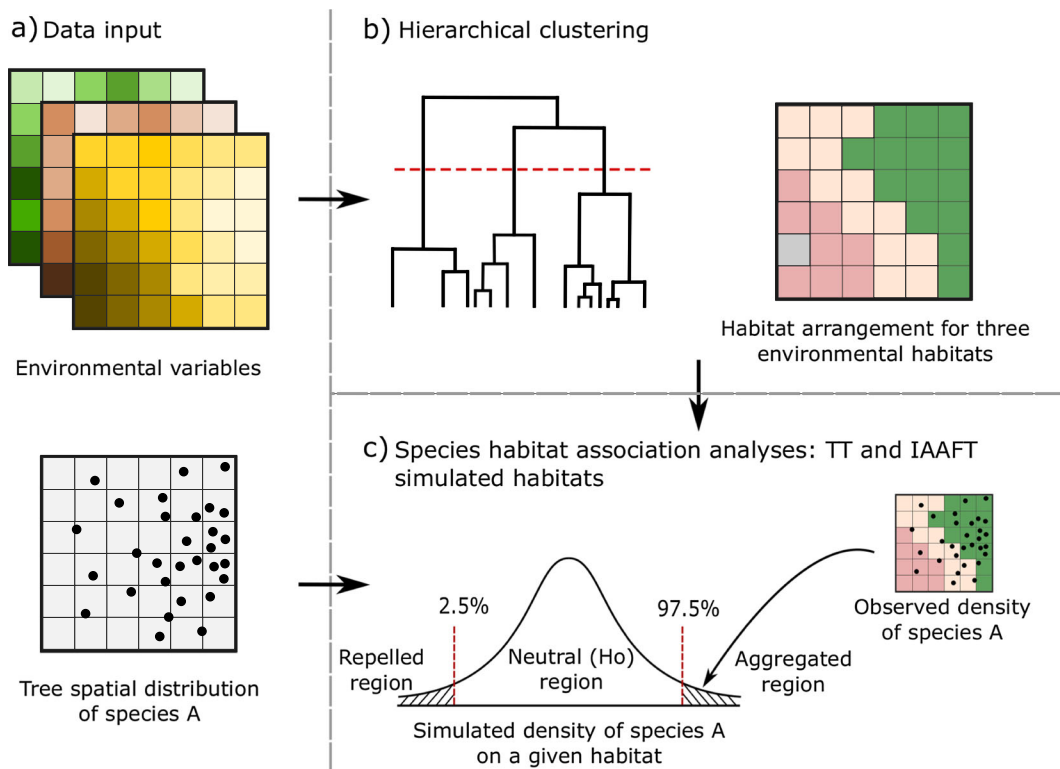 a) Data input
Environmental variables
Tree spatial distribution
of species A
b) Hierarchical clustering
Habitat arrangement for three
environmental habitats
c) Species habitat association analyses: TT and IAAFT
simulated habitats
2.5%
97.5%
Repelled
region
Neutral (Ho)
region
Aggregated
region
Observed density
of species A
Simulated density of species A
on a given habitat